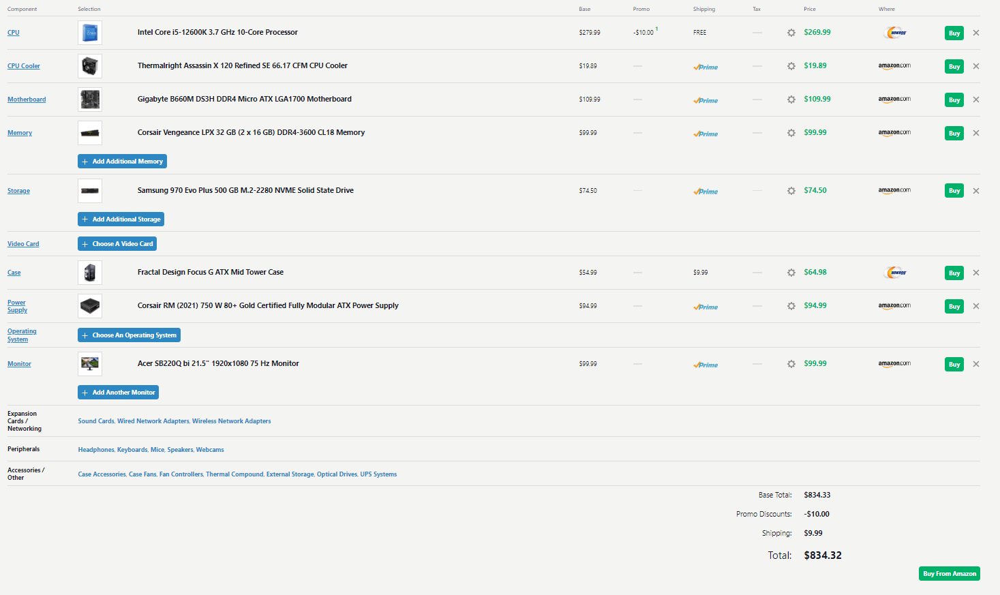 Component Selection Base Promo Shipping Tax Price Where
CPU Intel Core i5-12600K 3.7 GHz 10-Core Processor $279.99 -$10.00 1 FREE — $269.99 newegg Buy
CPU Cooler Thermalright Assassin X 120 Refined SE 66.17 CFM CPU Cooler $19.89 — Prime — $19.89 amazon.com Buy
Motherboard Gigabyte B660M DS3H DDR4 Micro ATX LGA1700 Motherboard $109.99 — Prime — $109.99 amazon.com Buy
Memory Corsair Vengeance LPX 32 GB (2 x 16 GB) DDR4-3600 CL18 Memory $99.99 — Prime — $99.99 amazon.com Buy
+ Add Additional Memory
Storage Samsung 970 Evo Plus 500 GB M.2-2280 NVME Solid State Drive $74.50 — Prime — $74.50 amazon.com Buy
+ Add Additional Storage
Video Card + Choose A Video Card
Case Fractal Design Focus G ATX Mid Tower Case $54.99 — $9.99 — $64.98 newegg Buy
Power
Supply Corsair RM (2021) 750 W 80+ Gold Certified Fully Modular ATX Power Supply $94.99 — Prime — $94.99 amazon.com Buy
Operating
System + Choose An Operating System
Monitor Acer SB220Q bi 21.5" 1920x1080 75 Hz Monitor $99.99 — Prime — $99.99 amazon.com Buy
+ Add Another Monitor
Expansion
Cards /
Networking Sound Cards, Wired Network Adapters, Wireless Network Adapters
Peripherals Headphones, Keyboards, Mice, Speakers, Webcams
Accessories /
Other Case Accessories, Case Fans, Fan Controllers, Thermal Compound, External Storage, Optical Drives, UPS Systems
Base Total: $834.33
Promo Discounts: -$10.00
Shipping: $9.99
Total: $834.32
Buy From Amazon